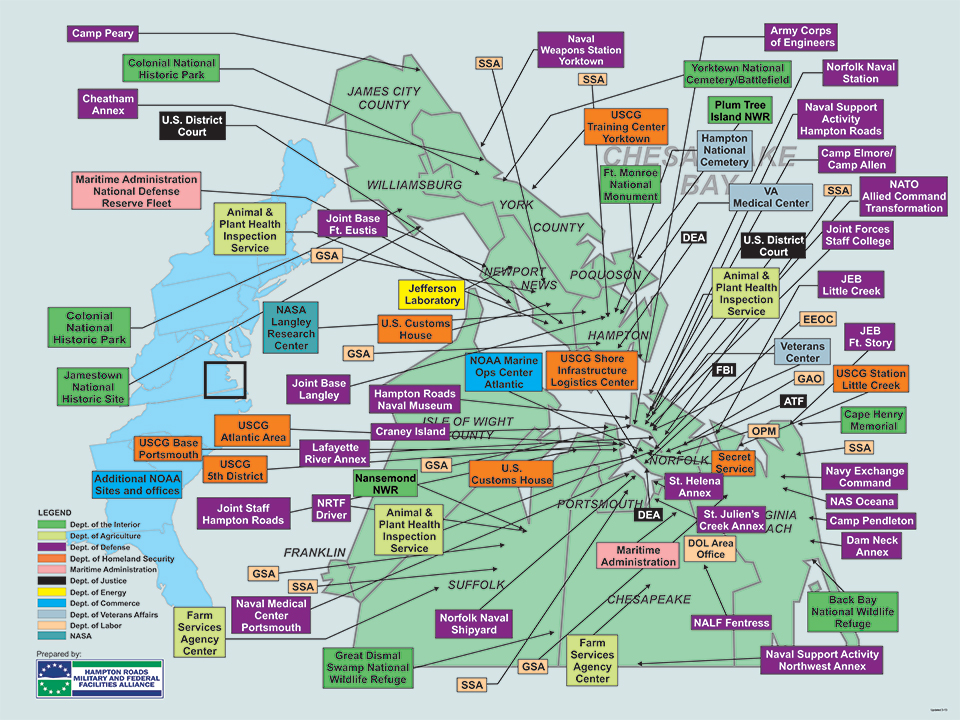 Camp Peary
Colonial National
Historic Park
Cheatham
Annex
U.S. District
Court
Maritime Administration
National Defense
Reserve Fleet
Animal &
Plant Health
Inspection
Service
Joint Base
Ft. Eustis
GSA
JAMES CITY
COUNTY
WILLIAMSBURG
YORK
COUNTY
NEWPORT
NEWS
POQUOSON
HAMPTON
CHESAPEAKE
BAY
SSA
Naval
Weapons Station
Yorktown
SSA
USCG
Training Center
Yorktown
Yorktown National
Cemetery/Battlefield
Army Corps
of Engineers
Norfolk Naval
Station
Plum Tree
Island NWR
Naval Support
Activity
Hampton Roads
Hampton
National
Cemetery
Camp Elmore/
Camp Allen
Ft. Monroe
National
Monument
VA
Medical Center
SSA
NATO
Allied Command
Transformation
DEA
U.S. District
Court
Joint Forces
Staff College
Animal &
Plant Health
Inspection
Service
JEB
Little Creek
EEOC
JEB
Ft. Story
Veterans
Center
FBI
GAO
USCG Station
Little Creek
ATF
Cape Henry
Memorial
OPM
SSA
Colonial
National
Historic Park
NASA
Langley
Research
Center
Jefferson
Laboratory
U.S. Customs
House
GSA
Jamestown
National
Historic Site
Joint Base
Langley
NOAA Marine
Ops Center
Atlantic
USCG Shore
Infrastructure
Logistics Center
Hampton Roads
Naval Museum
ISLE OF WIGHT
COUNTY
Craney Island
USCG
Atlantic Area
USCG Base
Portsmouth
Lafayette
River Annex
USCG
5th District
GSA
U.S.
Customs House
NORFOLK
Secret
Service
Navy Exchange
Command
Additional NOAA
Sites and offices
Nansemond
NWR
St. Helena
Annex
NAS Oceana
Joint Staff
Hampton Roads
NRTF
Driver
Animal &
Plant Health
Inspection
Service
PORTSMOUTH
DEA
St. Julien's
Creek Annex
GINIA
ACH
Camp Pendleton
Dam Neck
Annex
LEGEND
Dept. of the Interior
Dept. of Agriculture
Dept. of Defense
Dept. of Homeland Security
Maritime Administration
Dept. of Justice
Dept. of Energy
Dept. of Commerce
Dept. of Veterans Affairs
Dept. of Labor
NASA
FRANKLIN
GSA
SSA
SUFFOLK
Maritime
Administration
DOL Area
Office
CHESAPEAKE
Farm
Services
Agency
Center
Naval Medical
Center
Portsmouth
Norfolk Naval
Shipyard
NALF Fentress
Back Bay
National Wildlife
Refuge
Great Dismal
Swamp National
Wildlife Refuge
SSA
GSA
Farm
Services
Agency
Center
Naval Support Activity
Northwest Annex
Prepared by:
HAMPTON ROADS
MILITARY AND FEDERAL
FACILITIES ALLIANCE